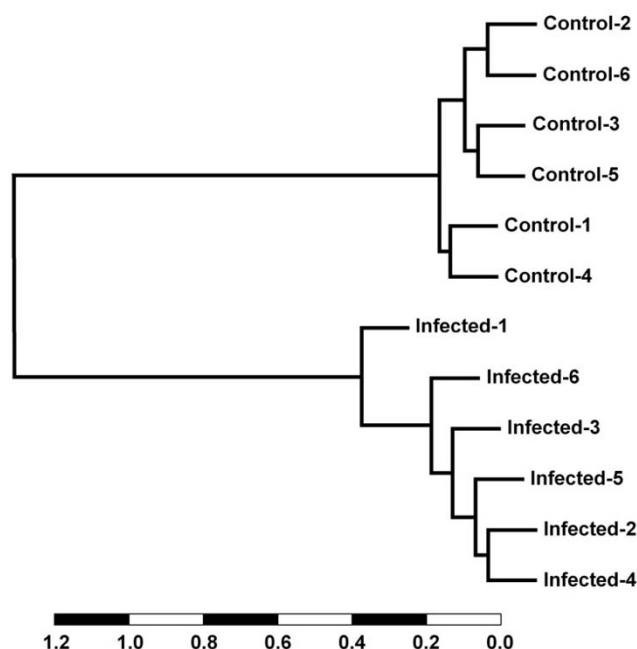 Control-2
Control-6
Control-3
Control-5
Control-1
Control-4
Infected-1
Infected-6
Infected-3
Infected-5
Infected-2
Infected-4
1.2 1.0 0.8 0.6 0.4 0.2 0.0